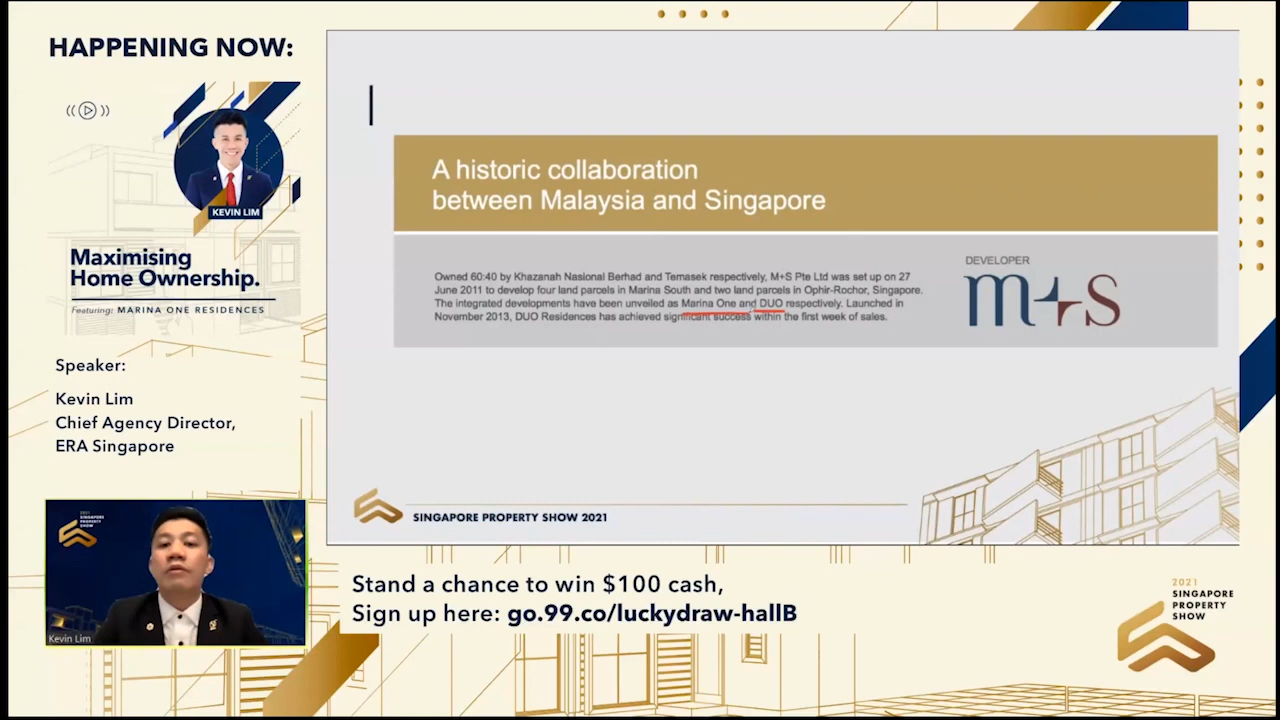 HAPPENING NOW:
KEVIN LIM
Maximising
Home Ownership.
Featuring: MARINA ONE RESIDENCES
Speaker:
Kevin Lim
Chief Agency Director,
ERA Singapore
2021
SINGAPORE
PROPERTY
SHOW
Kevin Lim
A historic collaboration
between Malaysia and Singapore
Owned 60:40 by Khazanah Nasional Berhad and Temasek respectively, M+S Pte Ltd was set up on 27
June 2011 to develop four land parcels in Marina South and two land parcels in Ophir-Rochor, Singapore.
The integrated developments have been unveiled as Marina One and DUO respectively. Launched in
November 2013, DUO Residences has achieved significant success within the first week of sales.
DEVELOPER
m+s
SINGAPORE PROPERTY SHOW 2021
Stand a chance to win $100 cash,
Sign up here: go.99.co/luckydraw-hallB
2021
SINGAPORE
PROPERTY
SHOW